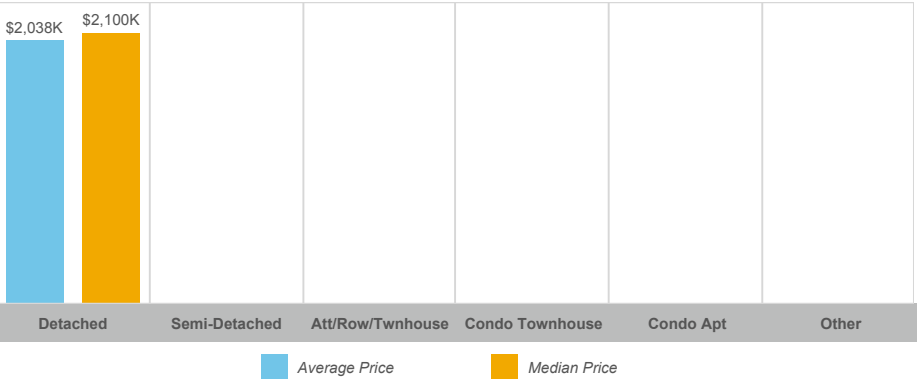 $2,038K
$2,100K
Detached
Semi-Detached
Att/Row/Twnhouse
Condo Townhouse
Condo Apt
Other
Average Price
Median Price